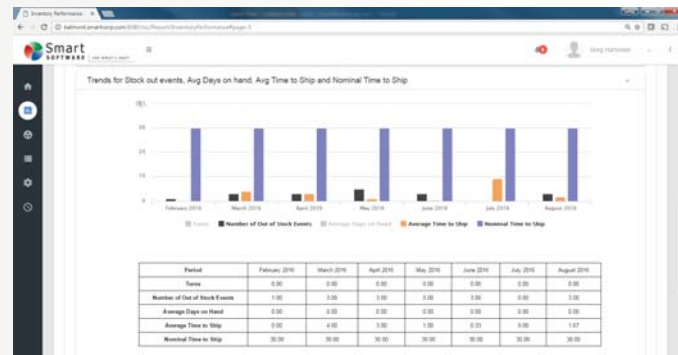 Inventory Performance
Smart
SOFTWARE
Trends for Stock out events, Avg Days on hand, Avg Time to Ship and Nominal Time to Ship
0
February 2016 March 2016 April 2016 May 2016 June 2016 July 2016 August 2016
Turns Number of Out of Stock Events Average Days on Hand Average Time to Ship Nominal Time to Ship
Period February 2016 March 2016 April 2016 May 2016 June 2016 July 2016 August 2016
Turns 0.00 0.00 0.00 0.00 0.00 0.00 0.00
Number of Out of Stock Events 1.00 3.00 3.00 3.00 0.00 3.00
Average Days on Hand 0.00 0.00 0.00 0.00 0.00 0.00 0.00
Average Time to Ship 0.00 4.00 3.00 1.00 0.33 9.00 1.67
Nominal Time to Ship 30.00 30.00 30.00 30.00 30.00 30.00 30.00